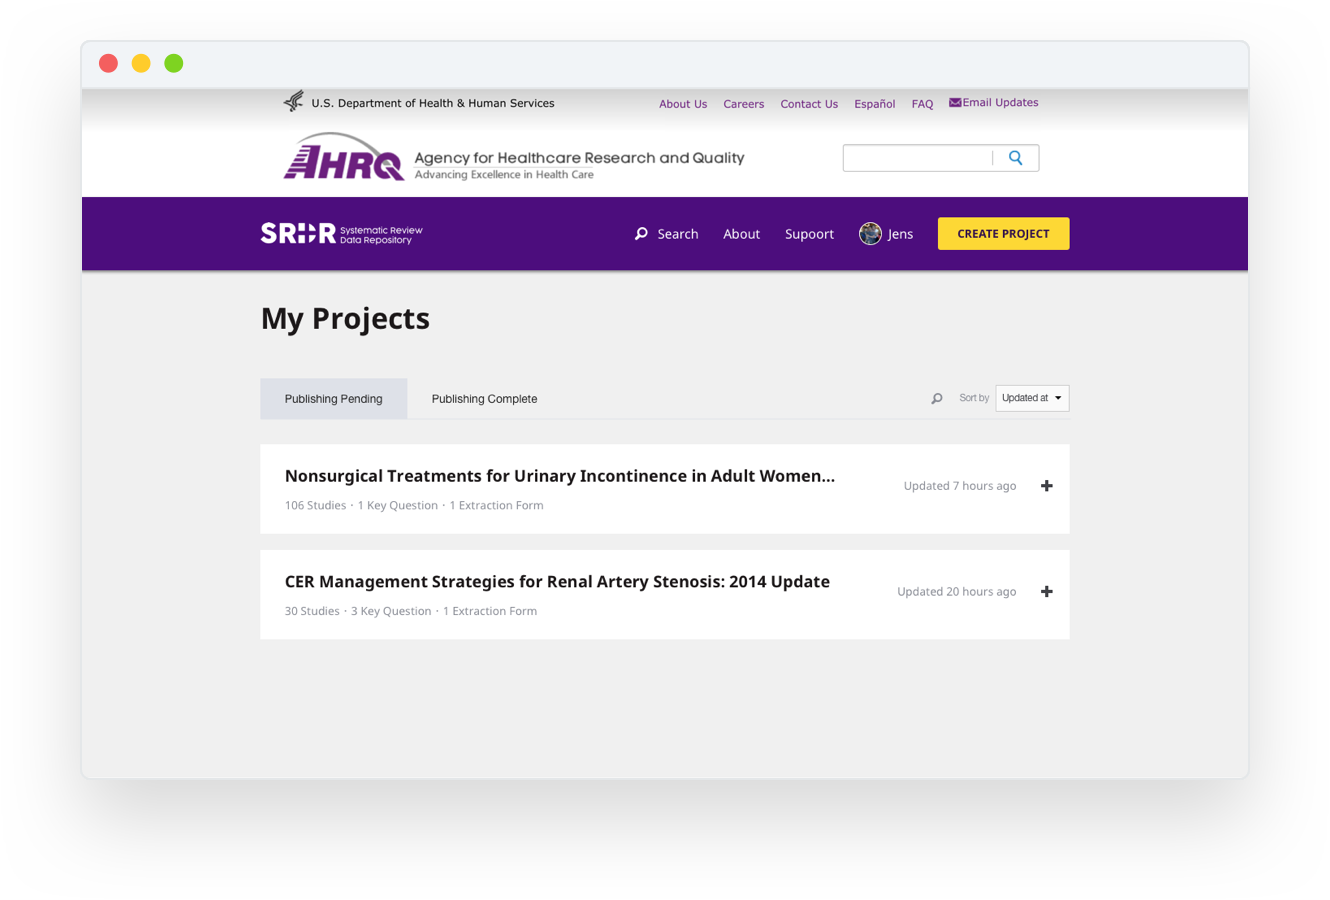 U.S. Department of Health & Human Services
About Us Careers Contact Us Español FAQ Email Updates
AHRQ Agency for Healthcare Research and Quality
Advancing Excellence in Health Care
SRDR Systematic Review
Data Repository
Search About Supoort Jens CREATE PROJECT
My Projects
Publishing Pending Publishing Complete Sort by Updated at
Nonsurgical Treatments for Urinary Incontinence in Adult Women...
Updated 7 hours ago
106 Studies · 1 Key Question · 1 Extraction Form
CER Management Strategies for Renal Artery Stenosis: 2014 Update
Updated 20 hours ago
30 Studies · 3 Key Question · 1 Extraction Form